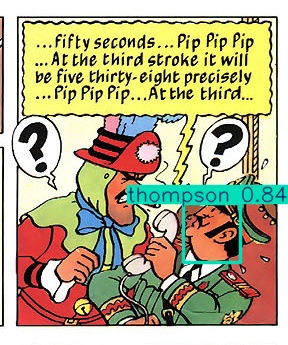 ...Fifty seconds...Pip Pip Pip
...At the third stroke it will
be five thirty-eight precisely
...Pip Pip Pip...At the third...
?
?
thompson 0.84